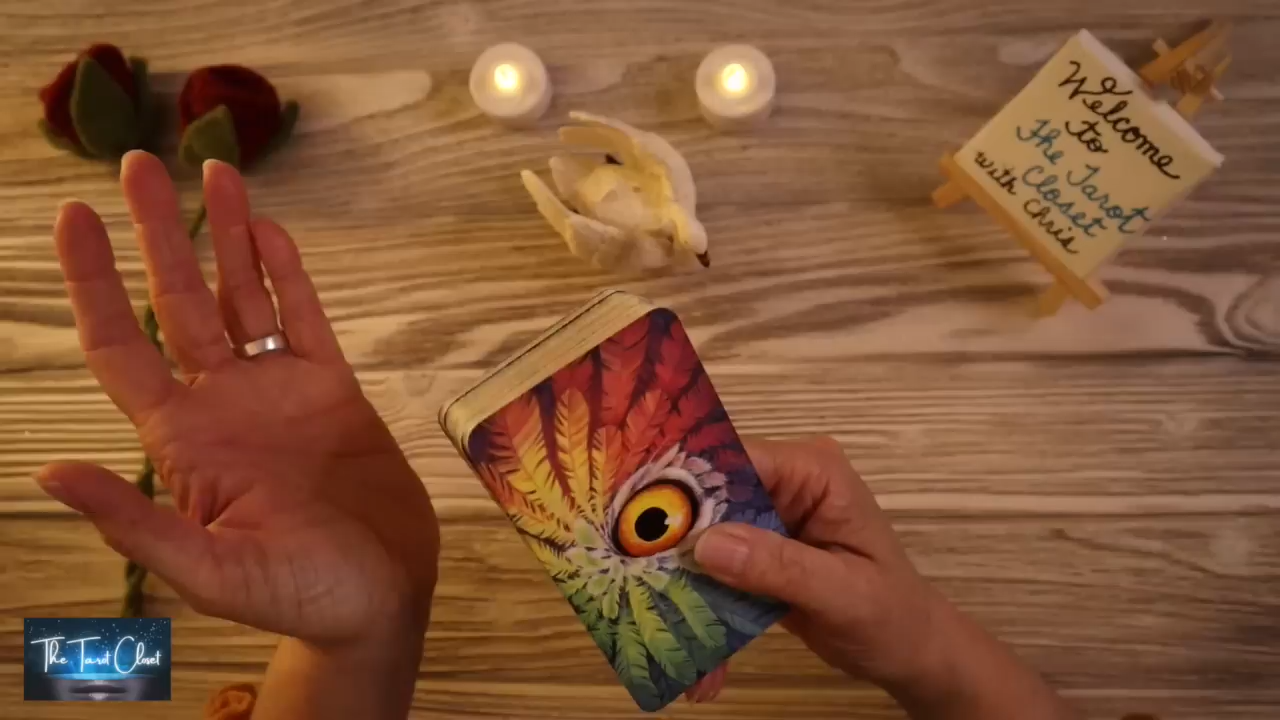 Welcome
to
The Tarot
Closet
with Chris
The Tarot Closet